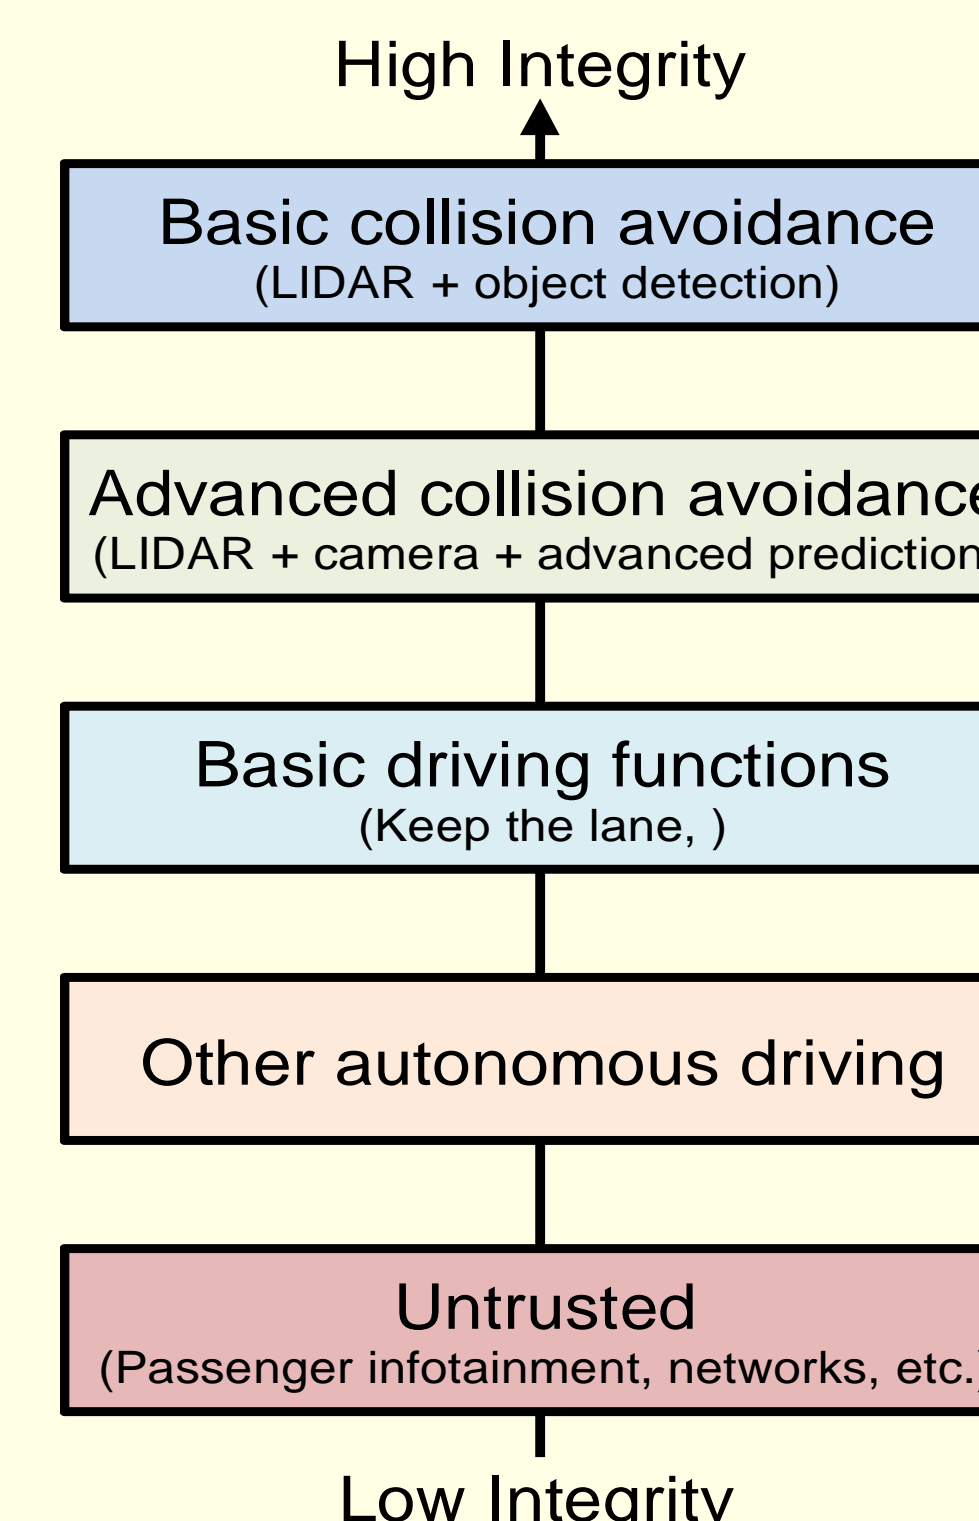 High Integrity
Basic collision avoidance
(LIDAR + object detection)
Advanced collision avoidance
(LIDAR + camera + advanced prediction
Basic driving functions
(Keep the lane, )
Other autonomous driving
Untrusted
(Passenger infotainment, networks, etc.)
Low Integrity